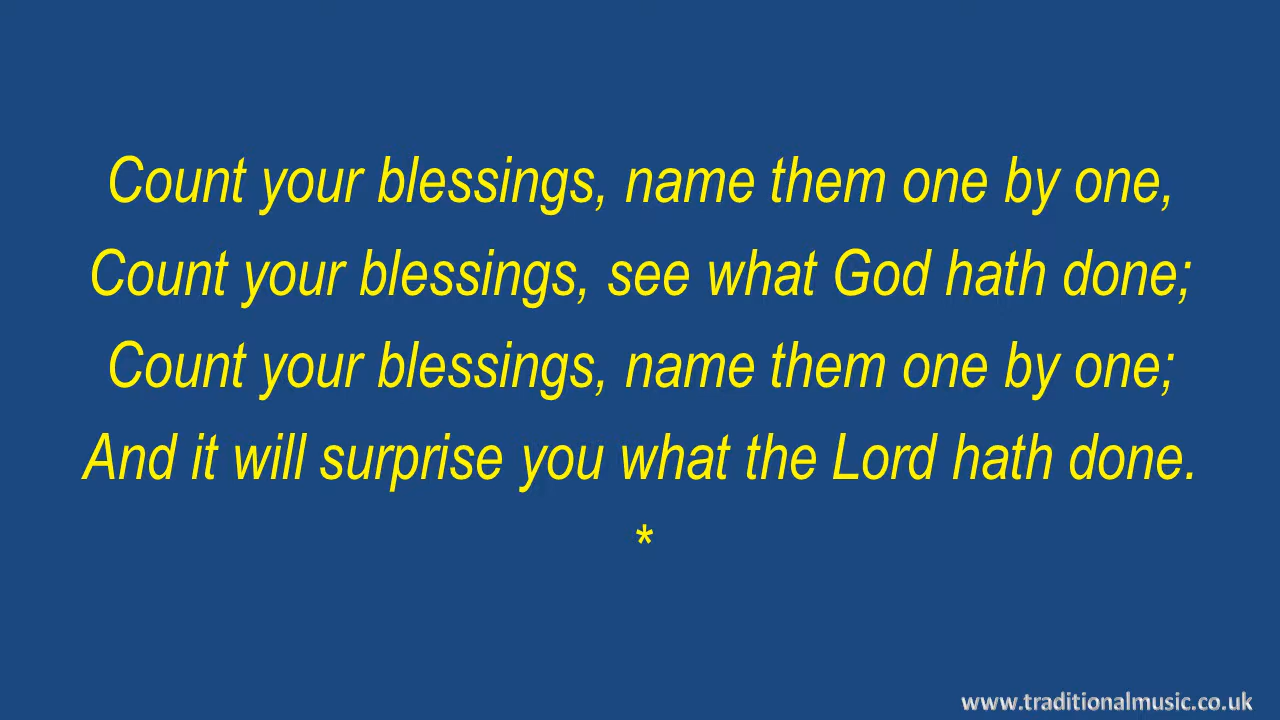 Count your blessings, name them one by one,
Count your blessings, see what God hath done;
Count your blessings, name them one by one;
And it will surprise you what the Lord hath done.
*
www.traditionalmusic.co.uk